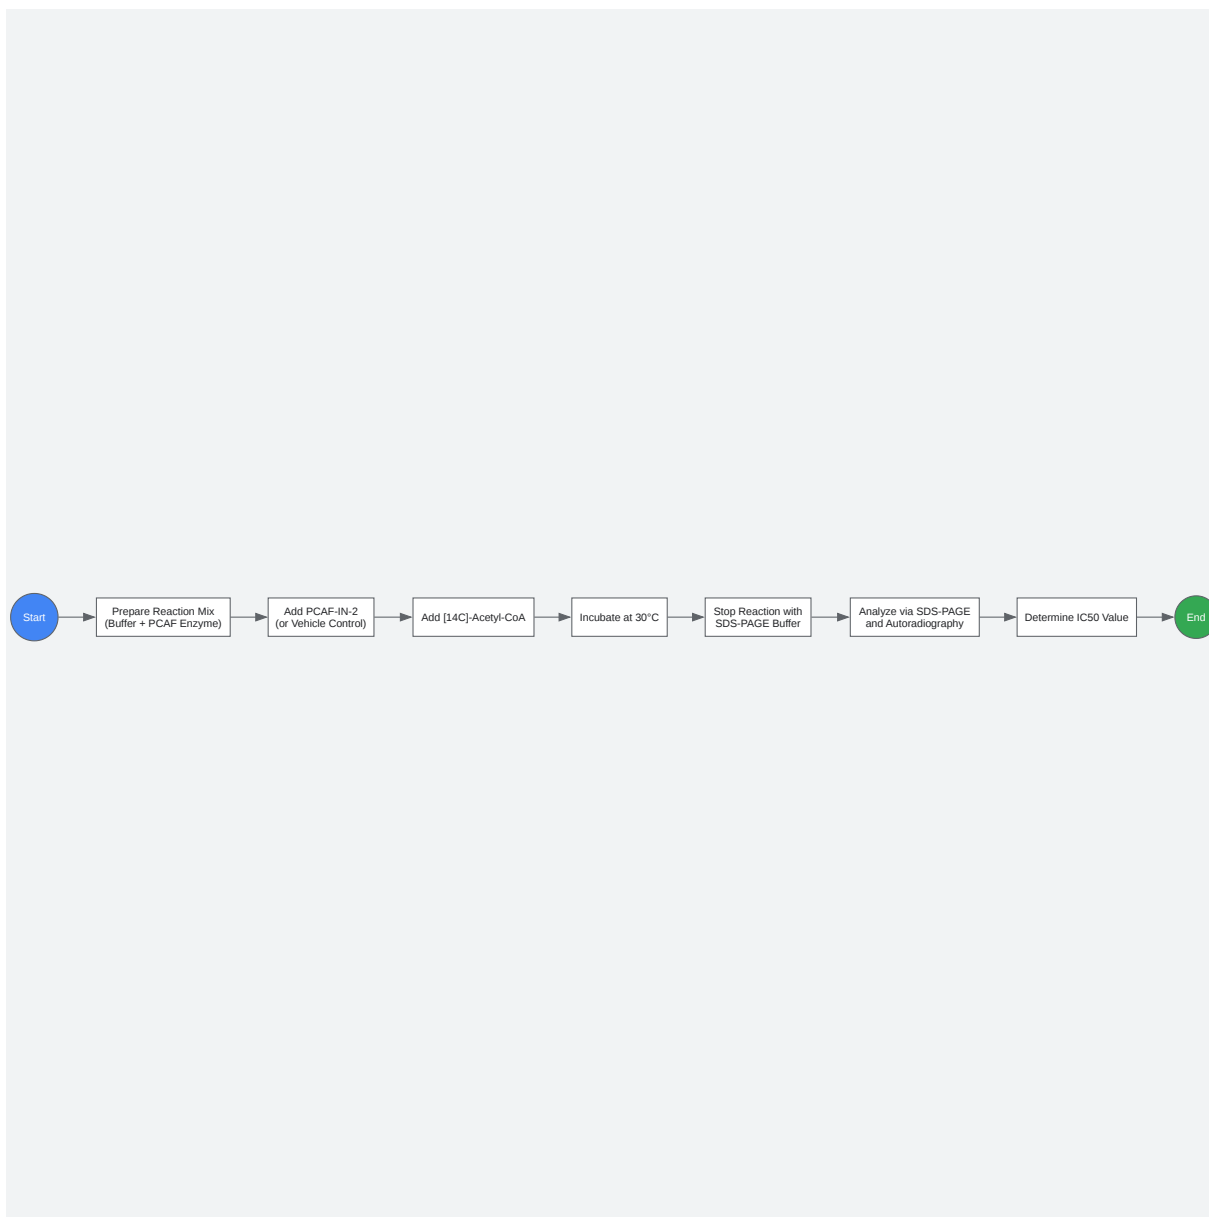 Start
Prepare Reaction Mix
(Buffer + PCAF Enzyme)
Add PCAF-IN-2
(or Vehicle Control)
Add [14C]-Acetyl-CoA
Incubate at 30°C
Stop Reaction with
SDS-PAGE Buffer
Analyze via SDS-PAGE
and Autoradiography
Determine IC50 Value
End